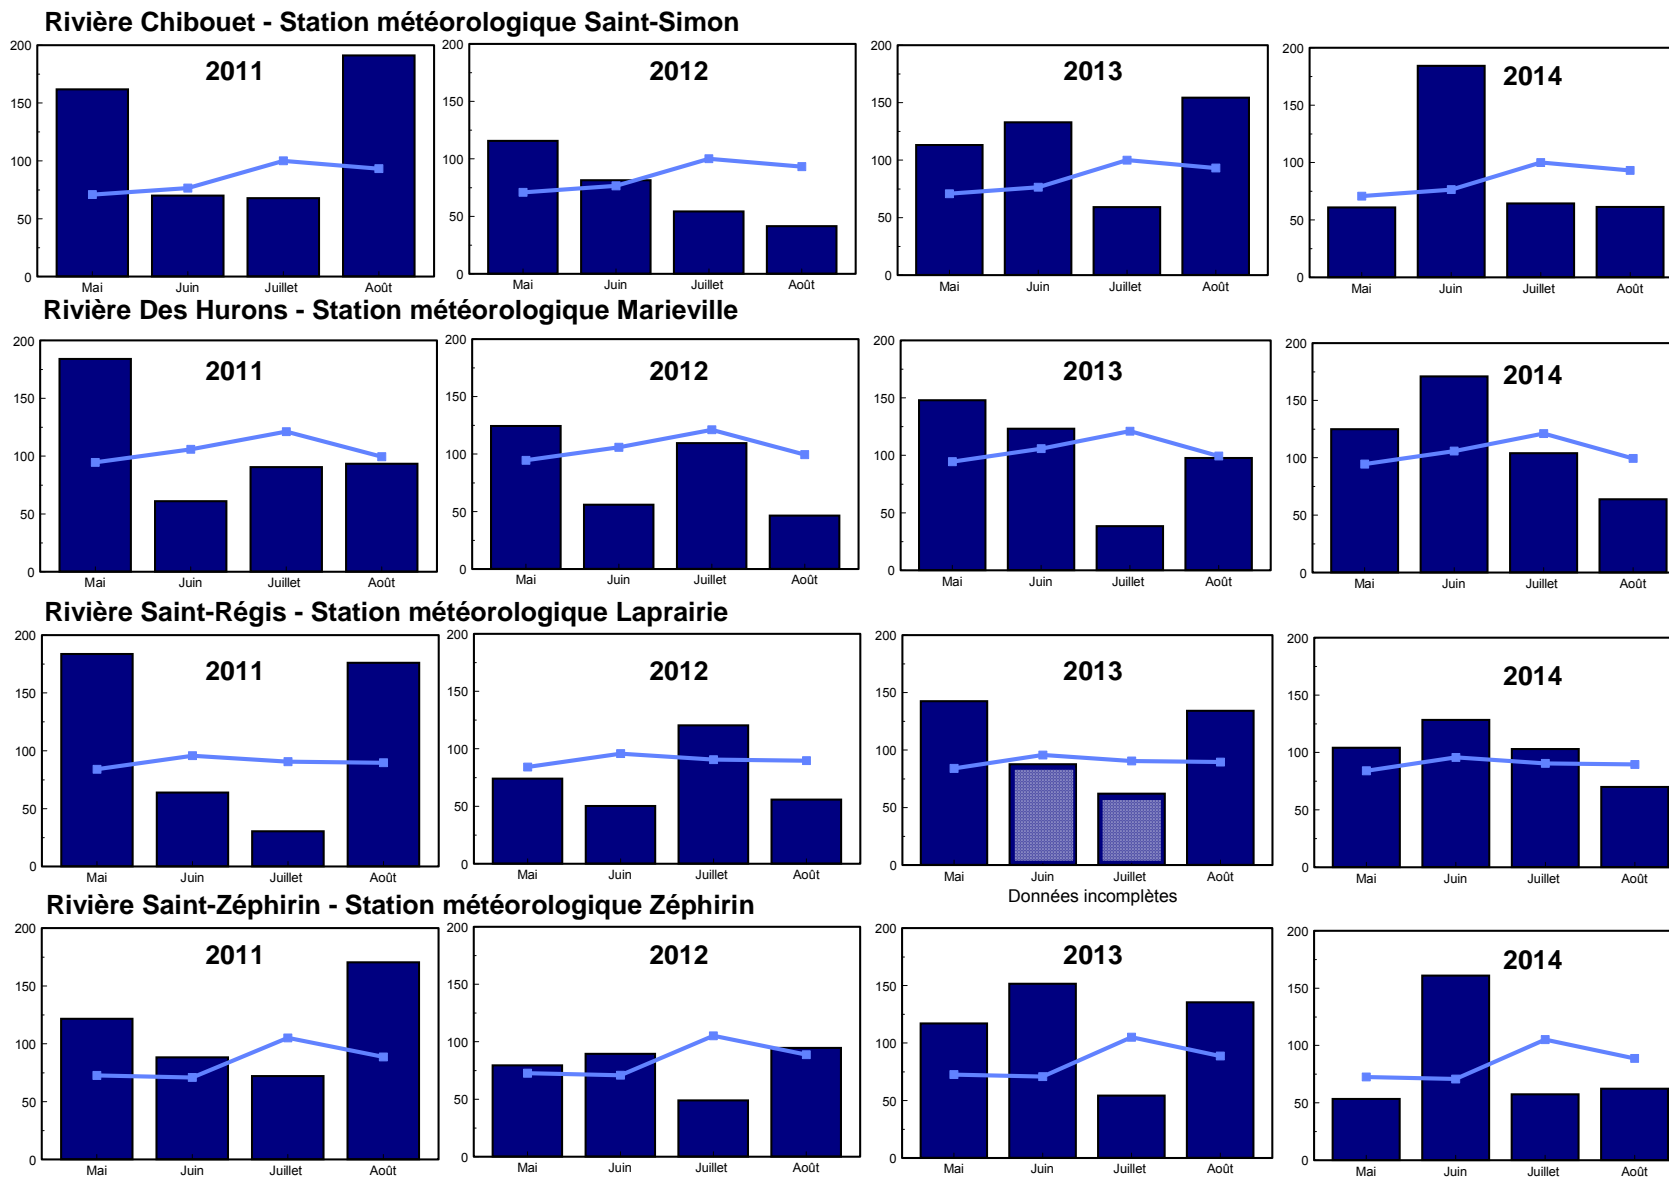 Rivière Chibouet - Station météorologique Saint-Simon
200 200 200 200
2011 2012 2013 2014
150 150 150 150
100 100 100 100
50 50 50 50
0 0 0 0
Mai Juin Juillet Août Mai Juin Juillet Août Mai Juin Juillet Août Mai Juin Juillet Août
Rivière Des Hurons - Station météorologique Marieville
200 200 200 200
2011 2012 2013 2014
150 150 150 150
100 100 100 100
50 50 50 50
0 0 0 0
Mai Juin Juillet Août Mai Juin Juillet Août Mai Juin Juillet Août Mai Juin Juillet Août
Rivière Saint-Régis - Station météorologique Laprairie
200 200 200 200
2011 2012 2013 2014
150 150 150 150
100 100 100 100
50 50 50 50
0 0 0 0
Mai Juin Juillet Août Mai Juin Juillet Août Mai Juin Juillet Août Mai Juin Juillet Août
Données incomplètes
Rivière Saint-Zéphirin - Station météorologique Zéphirin
200 200 200 200
2011 2012 2013 2014
150 150 150 150
100 100 100 100
50 50 50 50
0 0 0 0
Mai Juin Juillet Août Mai Juin Juillet Août Mai Juin Juillet Août Mai Juin Juillet Août